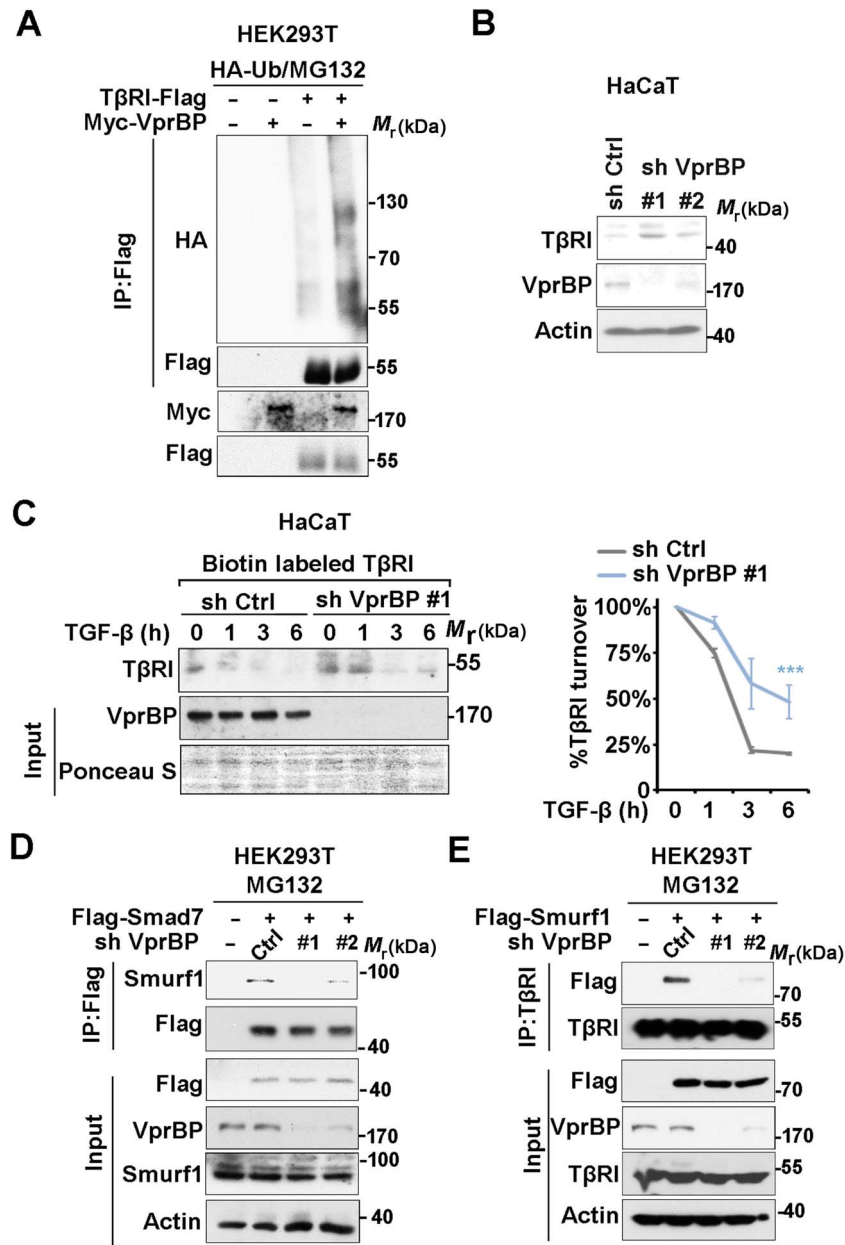 A
HEK293T
HA-Ub/MG132
TβRI-Flag - - + +
Myc-VprBP - + - + Mr(kDa)
IP:Flag
HA
-130
70
-55
Flag
-55
Myc
170
Flag
-55
B
HaCaT
sh Ctrl
sh VprBP
#1 #2 Mr(kDa)
TβRI
-40
VprBP
-170
Actin
-40
C
HaCaT
Biotin labeled TβRI
sh Ctrl sh VprBP #1
TGF-β (h) 0 1 3 6 0 1 3 6 Mr(kDa)
TβRI
-55
Input
VprBP
-170
Ponceau S
sh Ctrl
sh VprBP #1
%TβRI turnover
100%
75%
50%
25%
0
***
TGF-β (h) 0 1 3 6
D
HEK293T
MG132
Flag-Smad7 - + + +
sh VprBP - Ctrl #1 #2 Mr(kDa)
IP:Flag
Smurf1
-100
Flag
-40
Input
Flag
-40
VprBP
-170
Smurf1
-100
Actin
-40
E
HEK293T
MG132
Flag-Smurf1 - + + +
sh VprBP - Ctrl #1 #2 Mr(kDa)
IP:TβRI
Flag
-70
TβRI
-55
Input
Flag
-70
VprBP
-170
TβRI
-55
Actin
-40